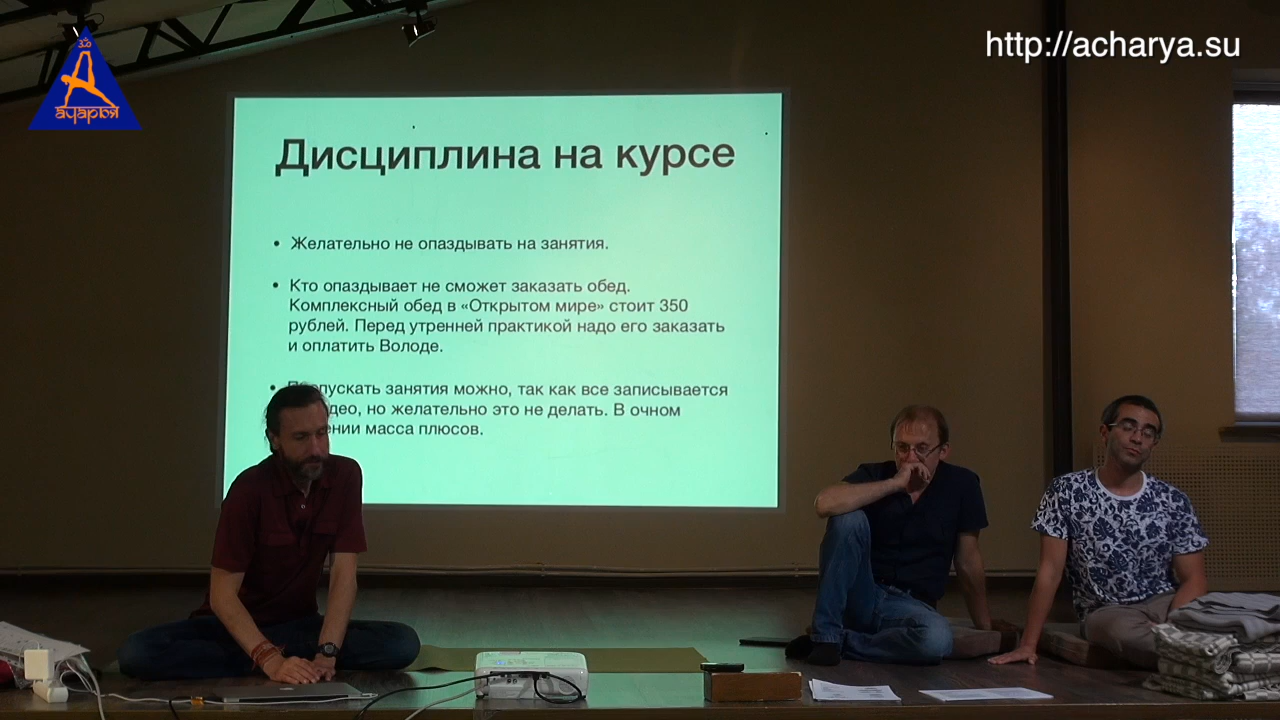 http://acharya.su
ॐ
ачарья
Дисциплина на курсе
• Желательно не опаздывать на занятия.
• Кто опаздывает не сможет заказать обед.
Комплексный обед в «Открытом мире» стоит 350
рублей. Перед утренней практикой надо его заказать
и оплатить Володе.
• занятия можно, так как все записывается
но желательно это не делать. В очном
масса плюсов.